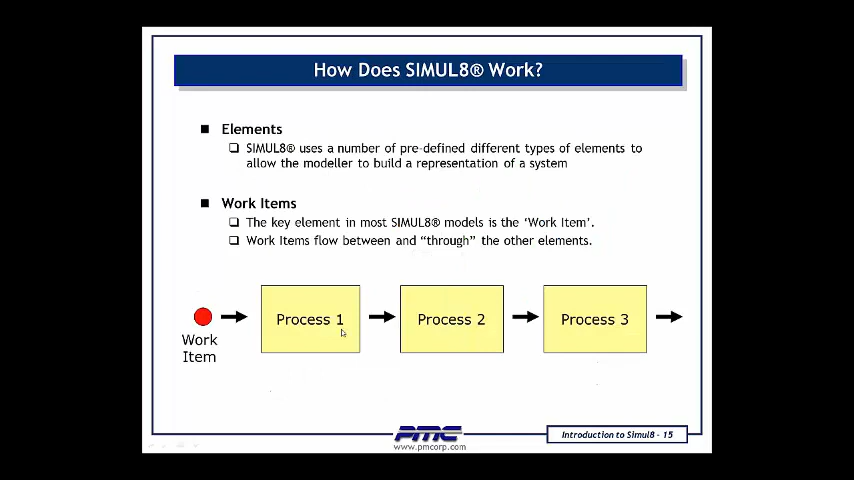 How Does SIMUL8® Work?
Elements
SIMUL8® uses a number of pre-defined different types of elements to
allow the modeller to build a representation of a system
Work Items
The key element in most SIMUL8® models is the ‘Work Item’.
Work Items flow between and “through” the other elements.
Process 1
Process 2
Process 3
Work
Item
PMC
www.pmcorp.com
Introduction to Simul8 - 15